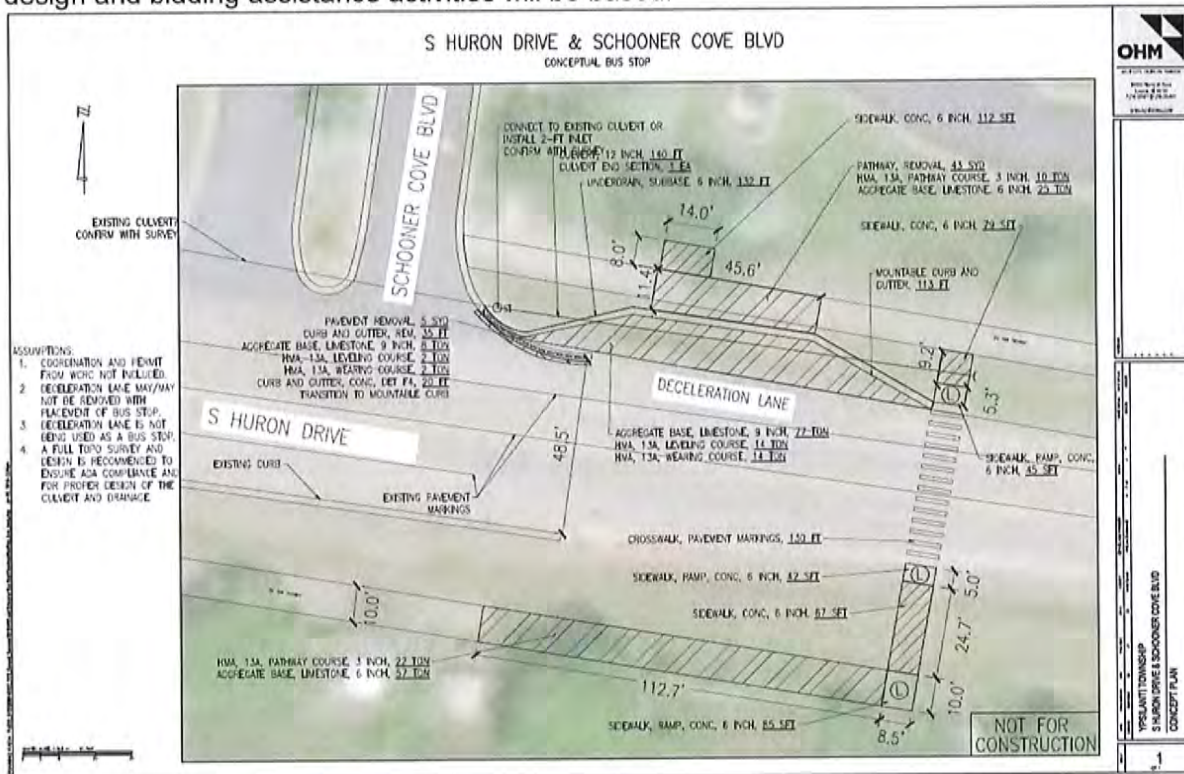 design and bidding assistance activities will be based.
S HURON DRIVE & SCHOONER COVE BLVD
CONCEPTUAL BUS STOP
OHM
SCHOONER COVE BLVD
CONNECT TO EXISTING CULVERT OR
INSTALL 2-FT INLET
CONFIRM WITH SURVEY
CULVERT, 12 INCH, 140 FT
CULVERT END SECTION, 1 EA
UNDERDRAIN, SUBBASE 6 INCH, 132 FT
SIDEWALK, CONC, 6 INCH, 112 SFT
PATHWAY, REMOVAL, 43 SYD
HMA, 13A, PATHWAY COURSE, 3 INCH, 10 TON
AGGREGATE BASE, LIMESTONE, 6 INCH, 25 TON
SIDEWALK, CONC, 6 INCH, 79 SFT
MOUNTABLE CURB AND
GUTTER, 113 FT
14.0'
8.0'
45.6'
11.4'
9.2'
5.3'
EXISTING CULVERT?
CONFIRM WITH SURVEY
PAVEMENT REMOVAL, 5 SYD
CURB AND GUTTER, REM, 35 FT
AGGREGATE BASE, LIMESTONE, 9 INCH, 8 TON
HMA, 13A, LEVELING COURSE, 2 TON
HMA, 13A, WEARING COURSE, 2 TON
CURB AND GUTTER, CONC, DET F4, 20 FT
TRANSITION TO MOUNTABLE CURB
DECELERATION LANE
ASSUMPTIONS:
1. COORDINATION AND PERMIT
FROM WCRC NOT INCLUDED.
2. DECELERATION LANE MAY/MAY
NOT BE REMOVED WITH
PLACEMENT OF BUS STOP.
3. DECELERATION LANE IS NOT
BEING USED AS A BUS STOP.
4. A FULL TOPO SURVEY AND
DESIGN IS RECOMMENDED TO
ENSURE ADA COMPLIANCE AND
FOR PROPER DESIGN OF THE
CULVERT AND DRAINAGE
S HURON DRIVE
48.5'
AGGREGATE BASE, LIMESTONE, 9 INCH, 77 TON
HMA, 13A, LEVELING COURSE, 14 TON
HMA, 13A, WEARING COURSE, 14 TON
SIDEWALK, RAMP, CONC,
6 INCH, 45 SFT
EXISTING CURB
EXISTING PAVEMENT
MARKINGS
CROSSWALK, PAVEMENT MARKINGS, 130 FT
SIDEWALK, RAMP, CONC, 6 INCH, 42 SFT
SIDEWALK, CONC, 6 INCH,
5.0'
24.7'
10.0'
10.0'
HMA, 13A, PATHWAY COURSE, 3 INCH, 22 TON
AGGREGATE BASE, LIMESTONE, 6 INCH, 57 TON
112.7'
SIDEWALK, RAMP, CONC, 6 INCH, 85 SFT
8.5'
NOT FOR
CONSTRUCTION
YPSILANTI TOWNSHIP
S HURON DRIVE & SCHOONER COVE BLVD
CONCEPT PLAN
1